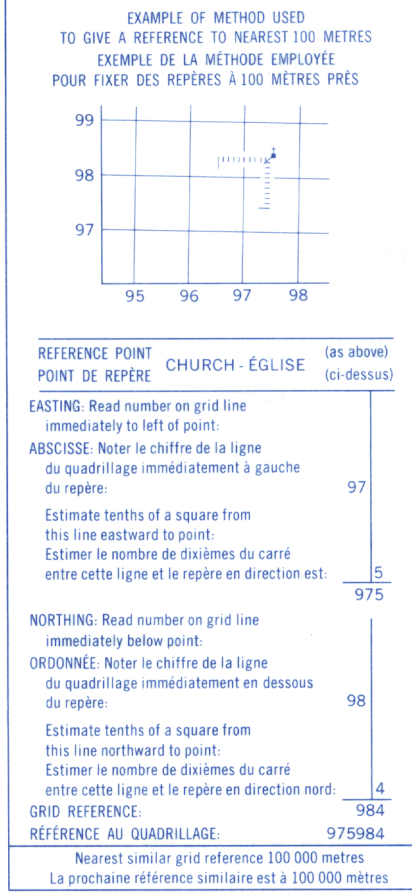 EXAMPLE OF METHOD USED
TO GIVE A REFERENCE TO NEAREST 100 METRES
EXEMPLE DE LA MÉTHODE EMPLOYÉE
POUR FIXER DES REPÈRES À 100 MÈTRES PRÈS
99
98
97
95 96 97 98
REFERENCE POINT
POINT DE REPÈRE
CHURCH - ÉGLISE
(as above)
(ci-dessus)
EASTING: Read number on grid line
immediately to left of point:
ABSCISSE: Noter le chiffre de la ligne
du quadrillage immédiatement à gauche
du repère: 97
Estimate tenths of a square from
this line eastward to point:
Estimer le nombre de dixièmes du carré
entre cette ligne et le repère en direction est: 5
975
NORTHING: Read number on grid line
immediately below point:
ORDONNÉE: Noter le chiffre de la ligne
du quadrillage immédiatement en dessous
du repère: 98
Estimate tenths of a square from
this line northward to point:
Estimer le nombre de dixièmes du carré
entre cette ligne et le repère en direction nord: 4
GRID REFERENCE: 984
RÉFÉRENCE AU QUADRILLAGE: 975984
Nearest similar grid reference 100 000 metres
La prochaine référence similaire est à 100 000 mètres